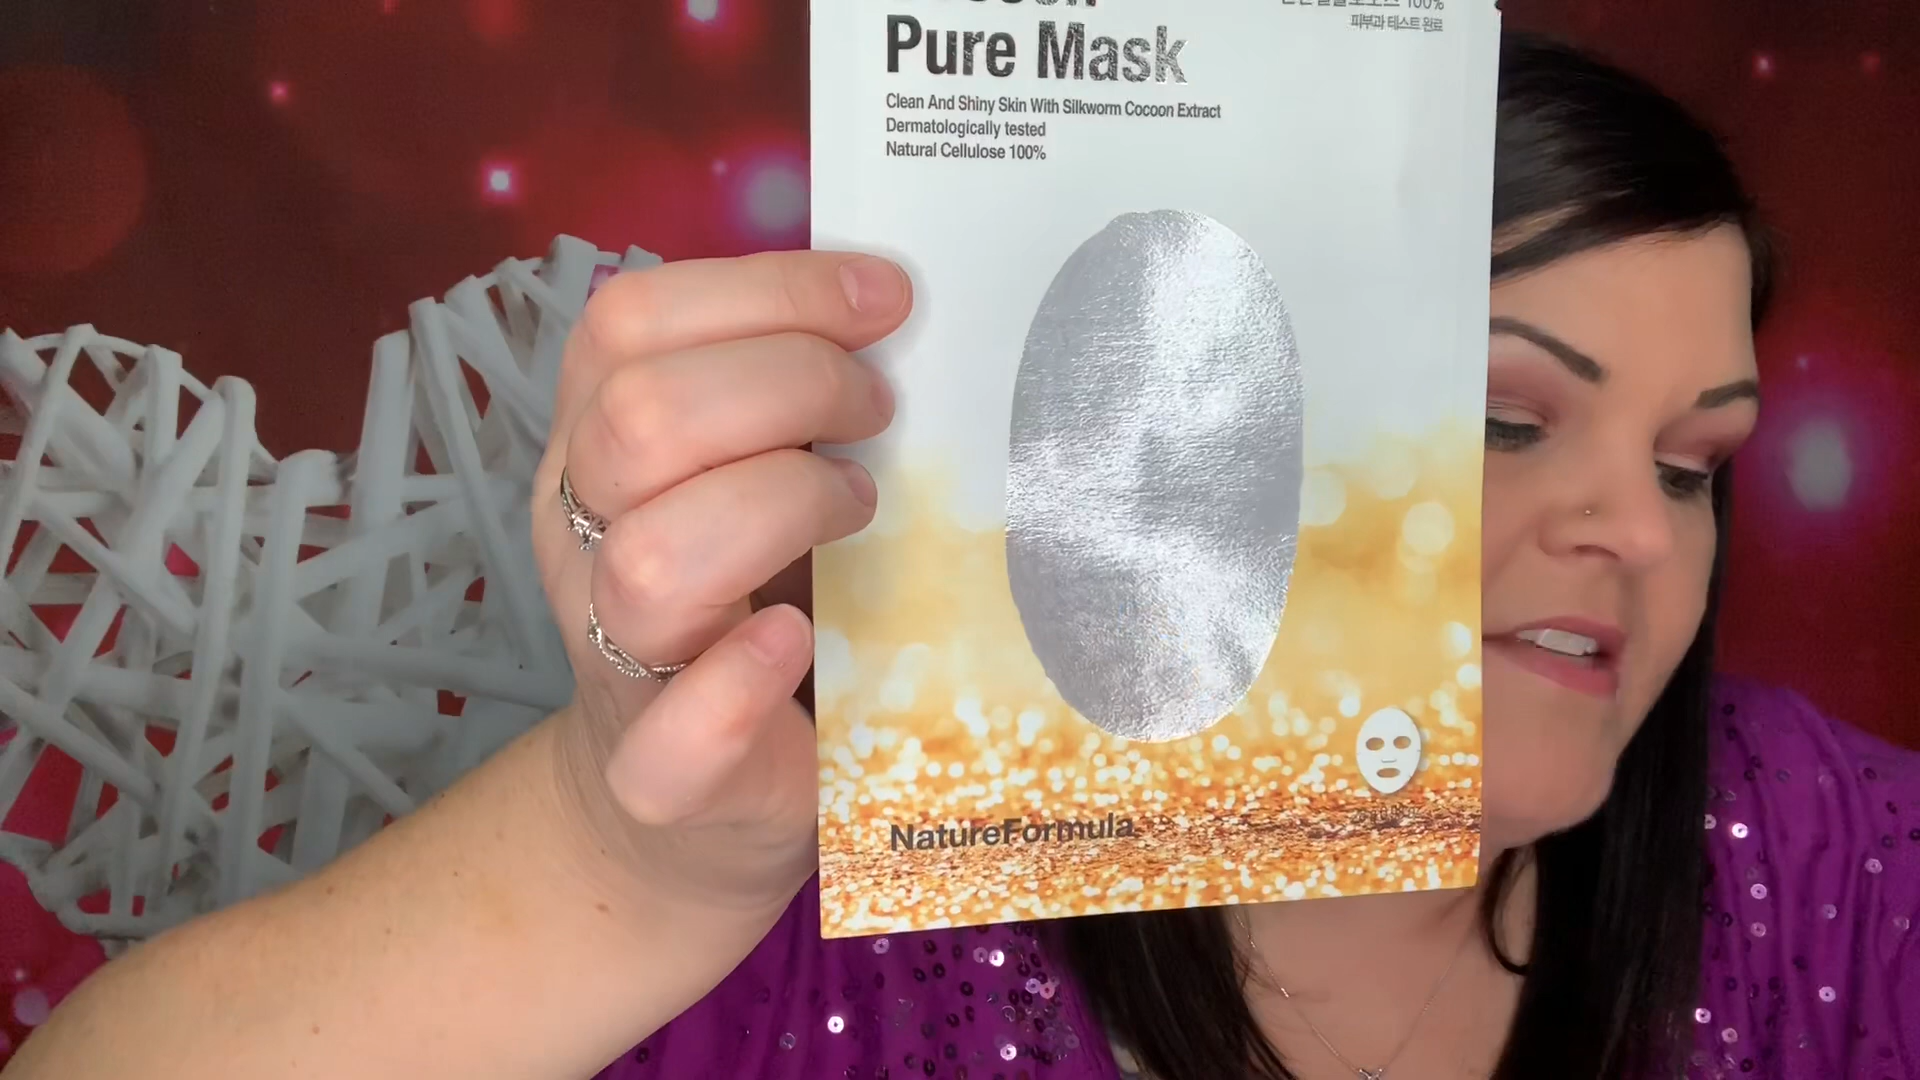 Pure Mask
100%
피부과 테스트 완료
Clean And Shiny Skin With Silkworm Cocoon Extract
Dermatologically tested
Natural Cellulose 100%
NatureFormula